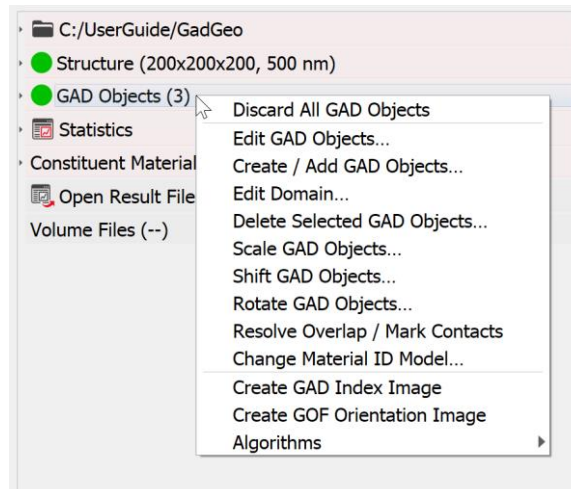 C:/UserGuide/GadGeo
Structure (200x200x200, 500 nm)
GAD Objects (3)
Statistics
Constituent Material
Open Result File
Volume Files (--)
Discard All GAD Objects
Edit GAD Objects...
Create / Add GAD Objects...
Edit Domain...
Delete Selected GAD Objects...
Scale GAD Objects...
Shift GAD Objects...
Rotate GAD Objects...
Resolve Overlap / Mark Contacts
Change Material ID Model...
Create GAD Index Image
Create GOF Orientation Image
Algorithms